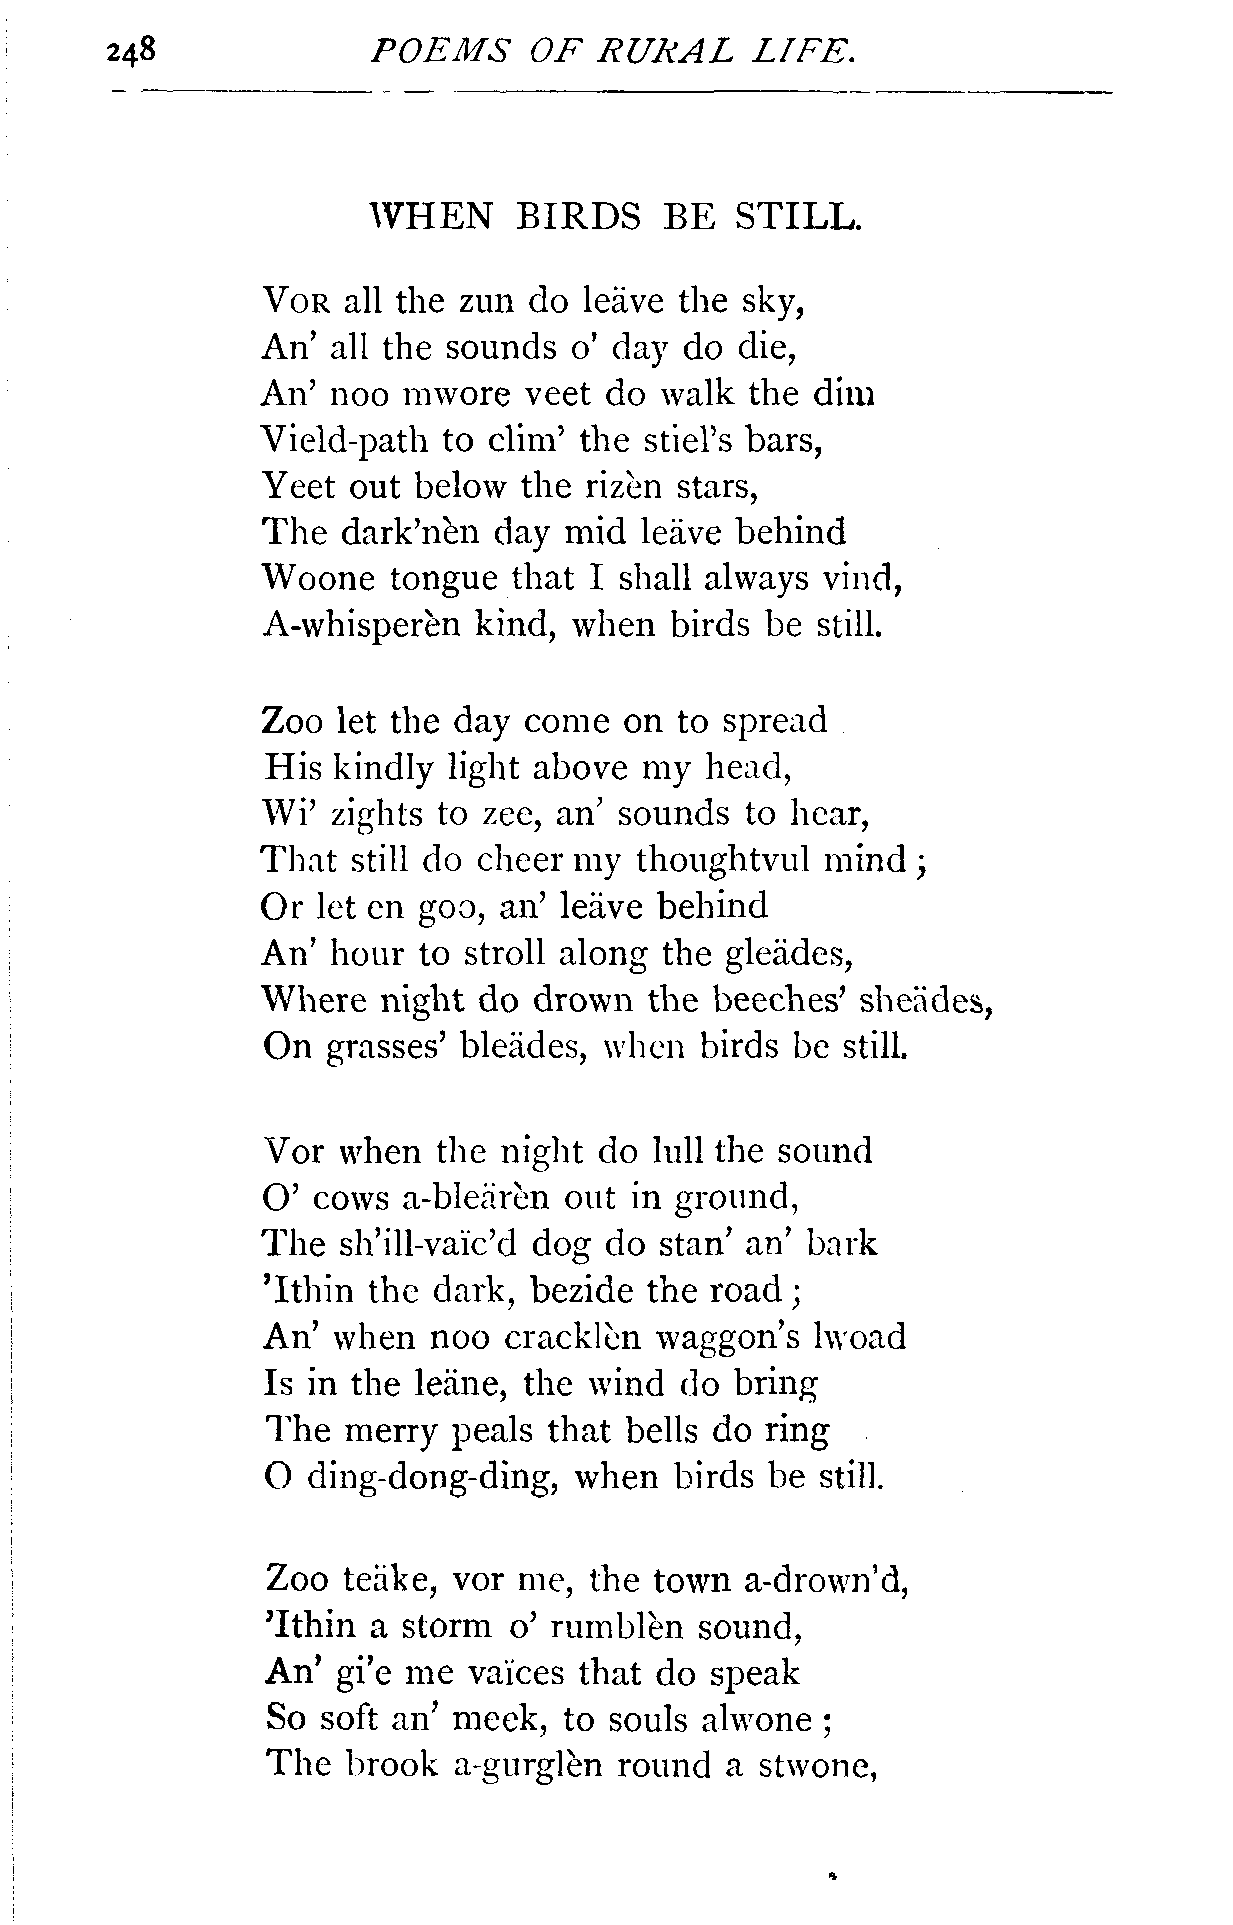 248 POEMS OF RURAL LIFE.
WHEN BIRDS BE STILL.
VOR all the zun do leäve the sky,
An' all the sounds o' day do die,
An' noo mwore veet do walk the dim
Vield-path to clim' the stiel's bars,
Yeet out below the rizèn stars,
The dark'nèn day mid leäve behind
Woone tongue that I shall always vind,
A-whisperèn kind, when birds be still.
Zoo let the day come on to spread
His kindly light above my head,
Wi' zights to zee, an' sounds to hear,
That still do cheer my thoughtvul mind ;
Or let en goo, an' leäve behind
An' hour to stroll along the gleädes,
Where night do drown the beeches' sheädes,
On grasses' bleädes, when birds be still.
Vor when the night do lull the sound
O' cows a-bleärèn out in ground,
The sh'ill-vaïc'd dog do stan' an' bark
'Ithin the dark, bezide the road ;
An' when noo cracklèn waggon's lwoad
Is in the leäne, the wind do bring
The merry peals that bells do ring
O ding-dong-ding, when birds be still.
Zoo teäke, vor me, the town a-drown'd,
'Ithin a storm o' rumblèn sound,
An' gi'e me vaïces that do speak
So soft an' meek, to souls alwone ;
The brook a-gurglèn round a stwone,